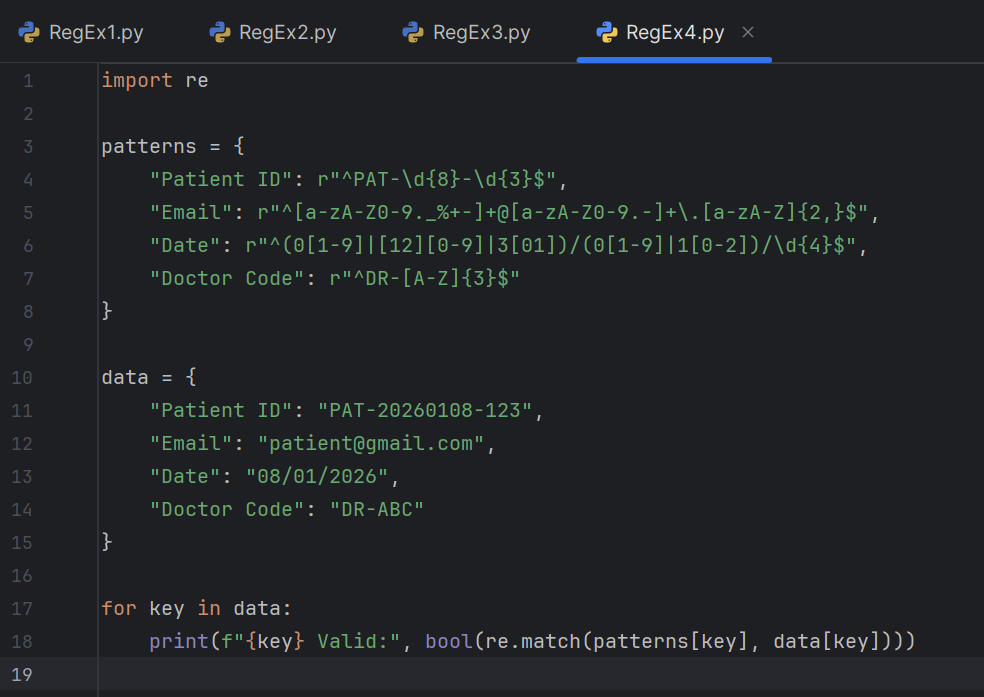 RegEx1.py RegEx2.py RegEx3.py RegEx4.py ×
1 import re
2
3 patterns = {
4     "Patient ID": r"^PAT-\d{8}-\d{3}$",
5     "Email": r"^[a-zA-Z0-9._%+-]+@[a-zA-Z0-9.-]+\.[a-zA-Z]{2,}$",
6     "Date": r"^(0[1-9]|[12][0-9]|3[01])/(0[1-9]|1[0-2])/\d{4}$",
7     "Doctor Code": r"^DR-[A-Z]{3}$"
8 }
9
10 data = {
11     "Patient ID": "PAT-20260108-123",
12     "Email": "patient@gmail.com",
13     "Date": "08/01/2026",
14     "Doctor Code": "DR-ABC"
15 }
16
17 for key in data:
18     print(f"{key} Valid:", bool(re.match(patterns[key], data[key])))
19